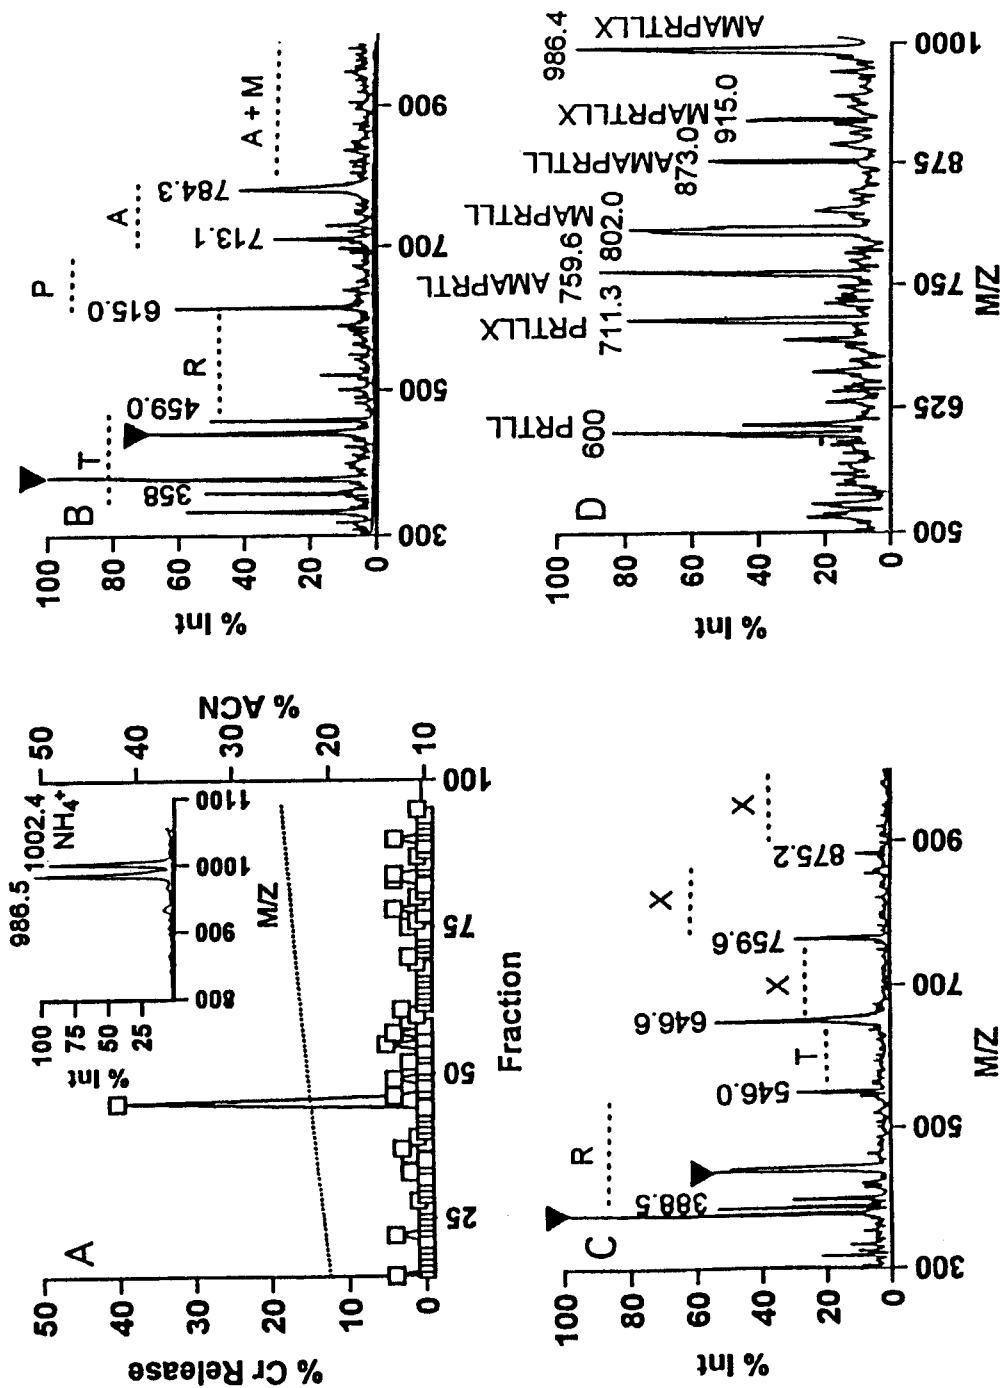 A
50
40
30
20
10
0
% Cr Release
25
50
75
100
Fraction
50
40
30
20
10
% ACN
986.5
1002.4
NH4+
100
75
50
25
% Int
800
900
1000
1100
M/Z
B
100
80
60
40
20
0
% Int
300
500
700
900
358
T
459.0
R
615.0
P
713.1
A
784.3
A + M
C
100
80
60
40
20
0
% Int
300
500
700
900
M/Z
388.5
R
546.0
T
646.6
X
759.6
X
875.2
X
D
100
80
60
40
20
0
% Int
500
625
750
875
1000
M/Z
600
PRTLL
711.3
PRTLLX
759.6
AMAPRTL
802.0
MAPRTLL
873.0
AMAPRTLL
915.0
MAPRTLLX
986.4
AMAPRTLLX